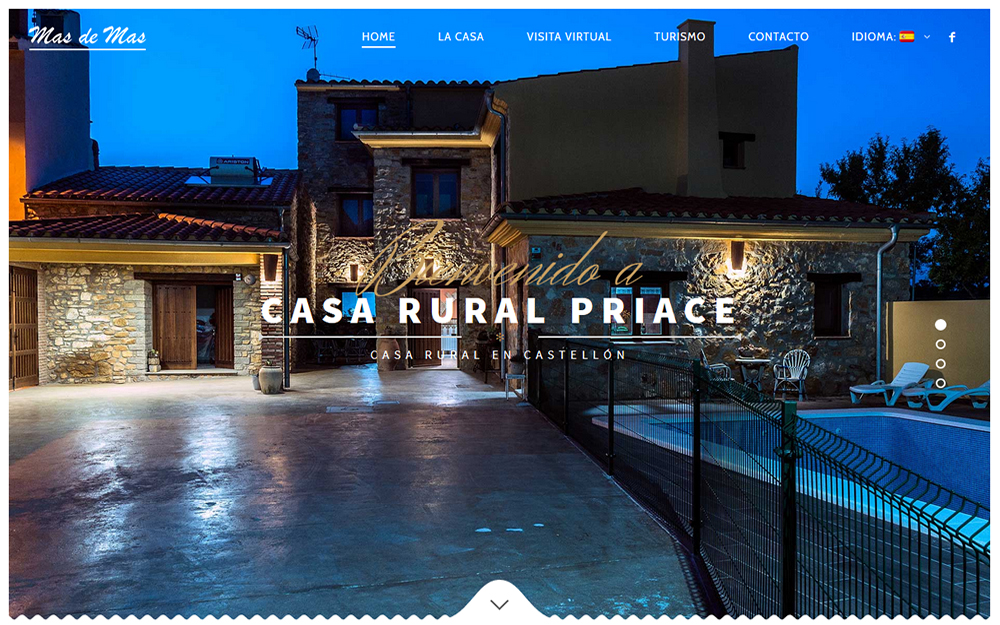 Mas de Mas
HOME LA CASA VISITA VIRTUAL TURISMO CONTACTO IDIOMA:
ARISTON
Bienvenido a
CASA RURAL PRIACE
CASA RURAL EN CASTELLÓN